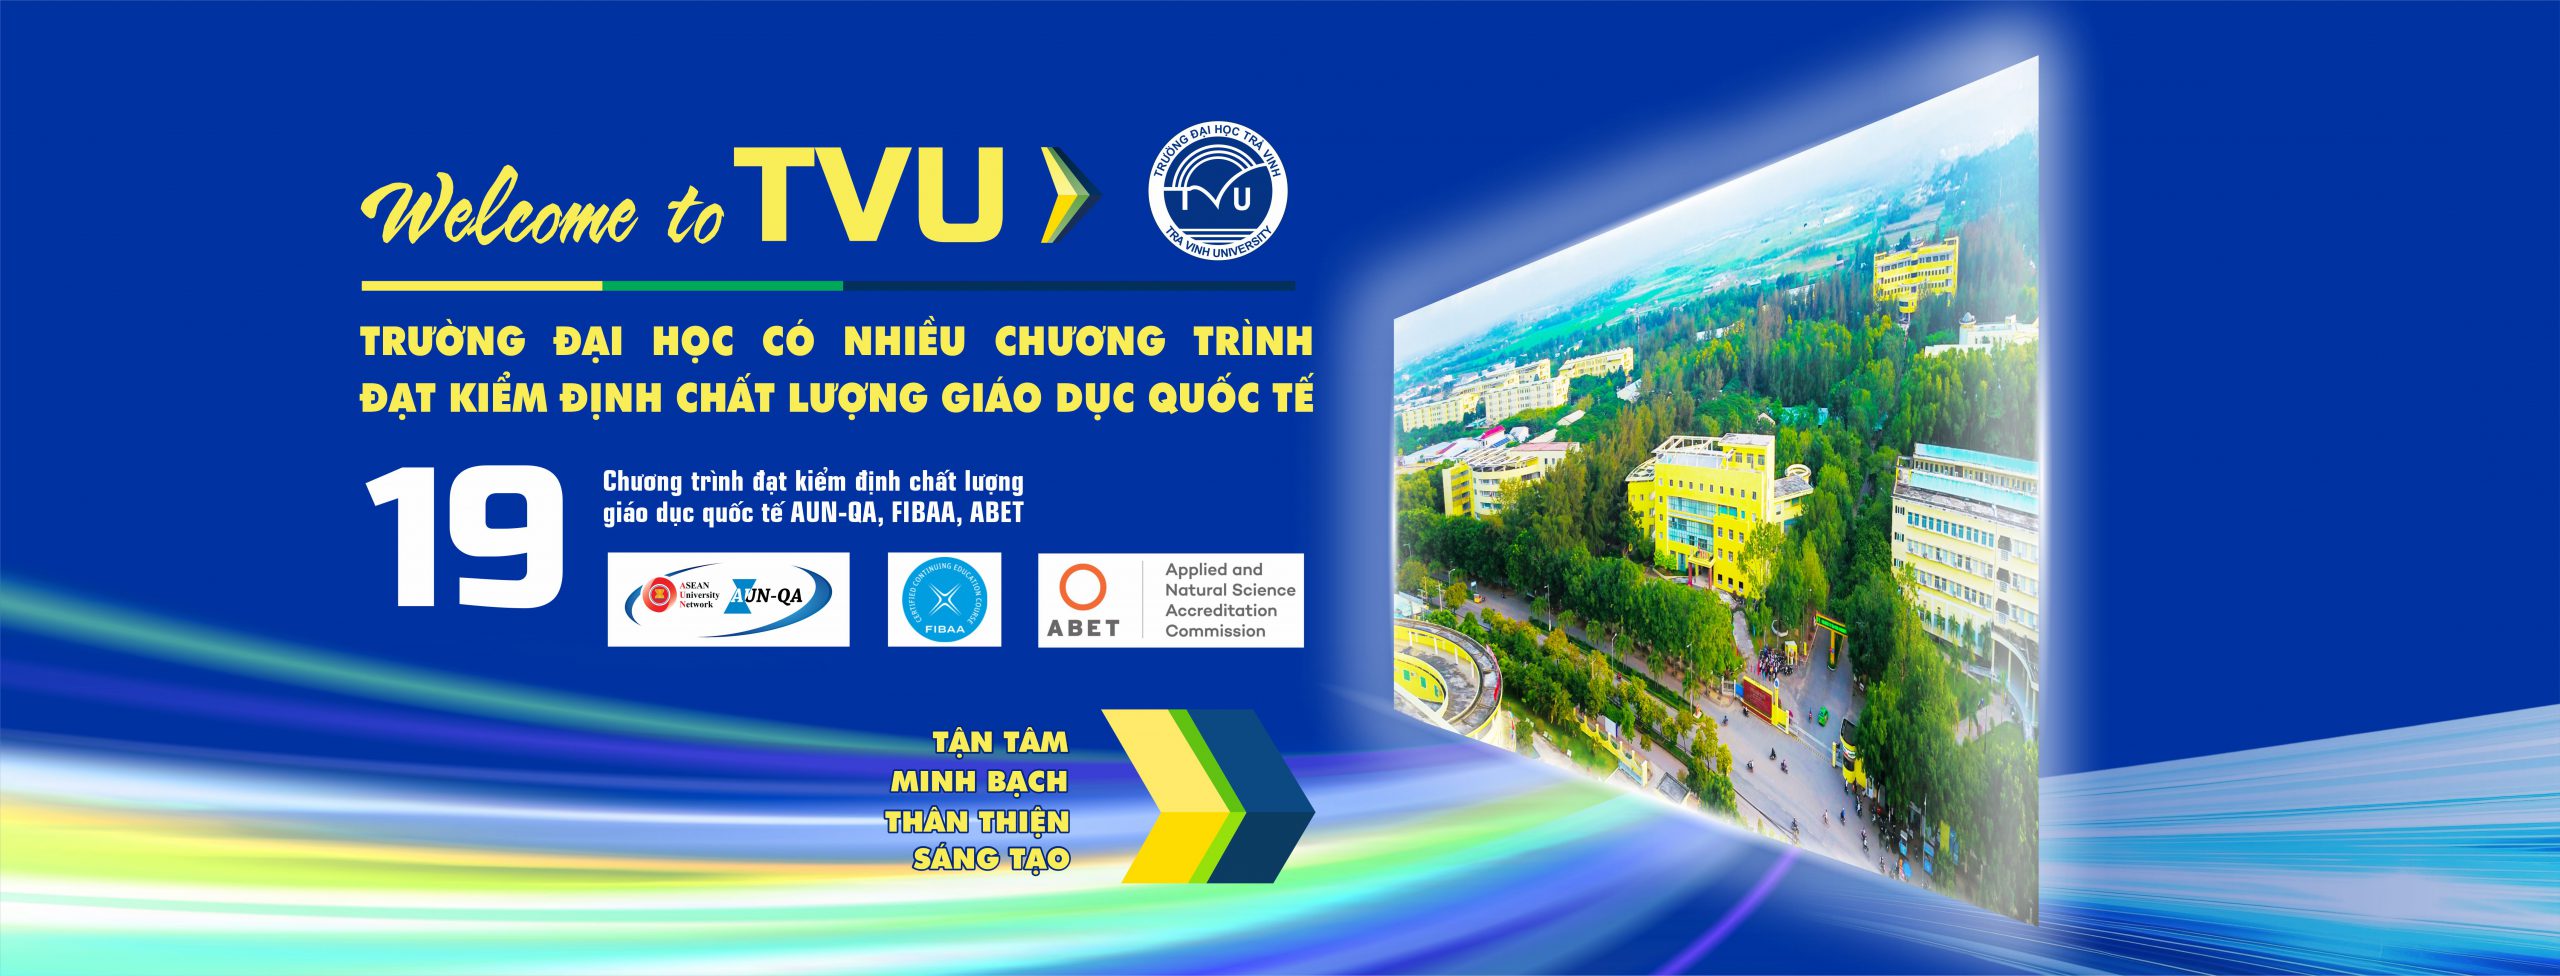 Welcome to TVU
TRƯỜNG ĐẠI HỌC TRÀ VINH
TVU
TRA VINH UNIVERSITY
TRƯỜNG ĐẠI HỌC CÓ NHIỀU CHƯƠNG TRÌNH
ĐẠT KIỂM ĐỊNH CHẤT LƯỢNG GIÁO DỤC QUỐC TẾ
19
Chương trình đạt kiểm định chất lượng
giáo dục quốc tế AUN-QA, FIBAA, ABET
ASEAN
University
Network
AUN-QA
CERTIFIED CONTINUING EDUCATION COURSE
FIBAA
ABET
Applied and
Natural Science
Accreditation
Commission
TẬN TÂM
MINH BẠCH
THÂN THIỆN
SÁNG TẠO